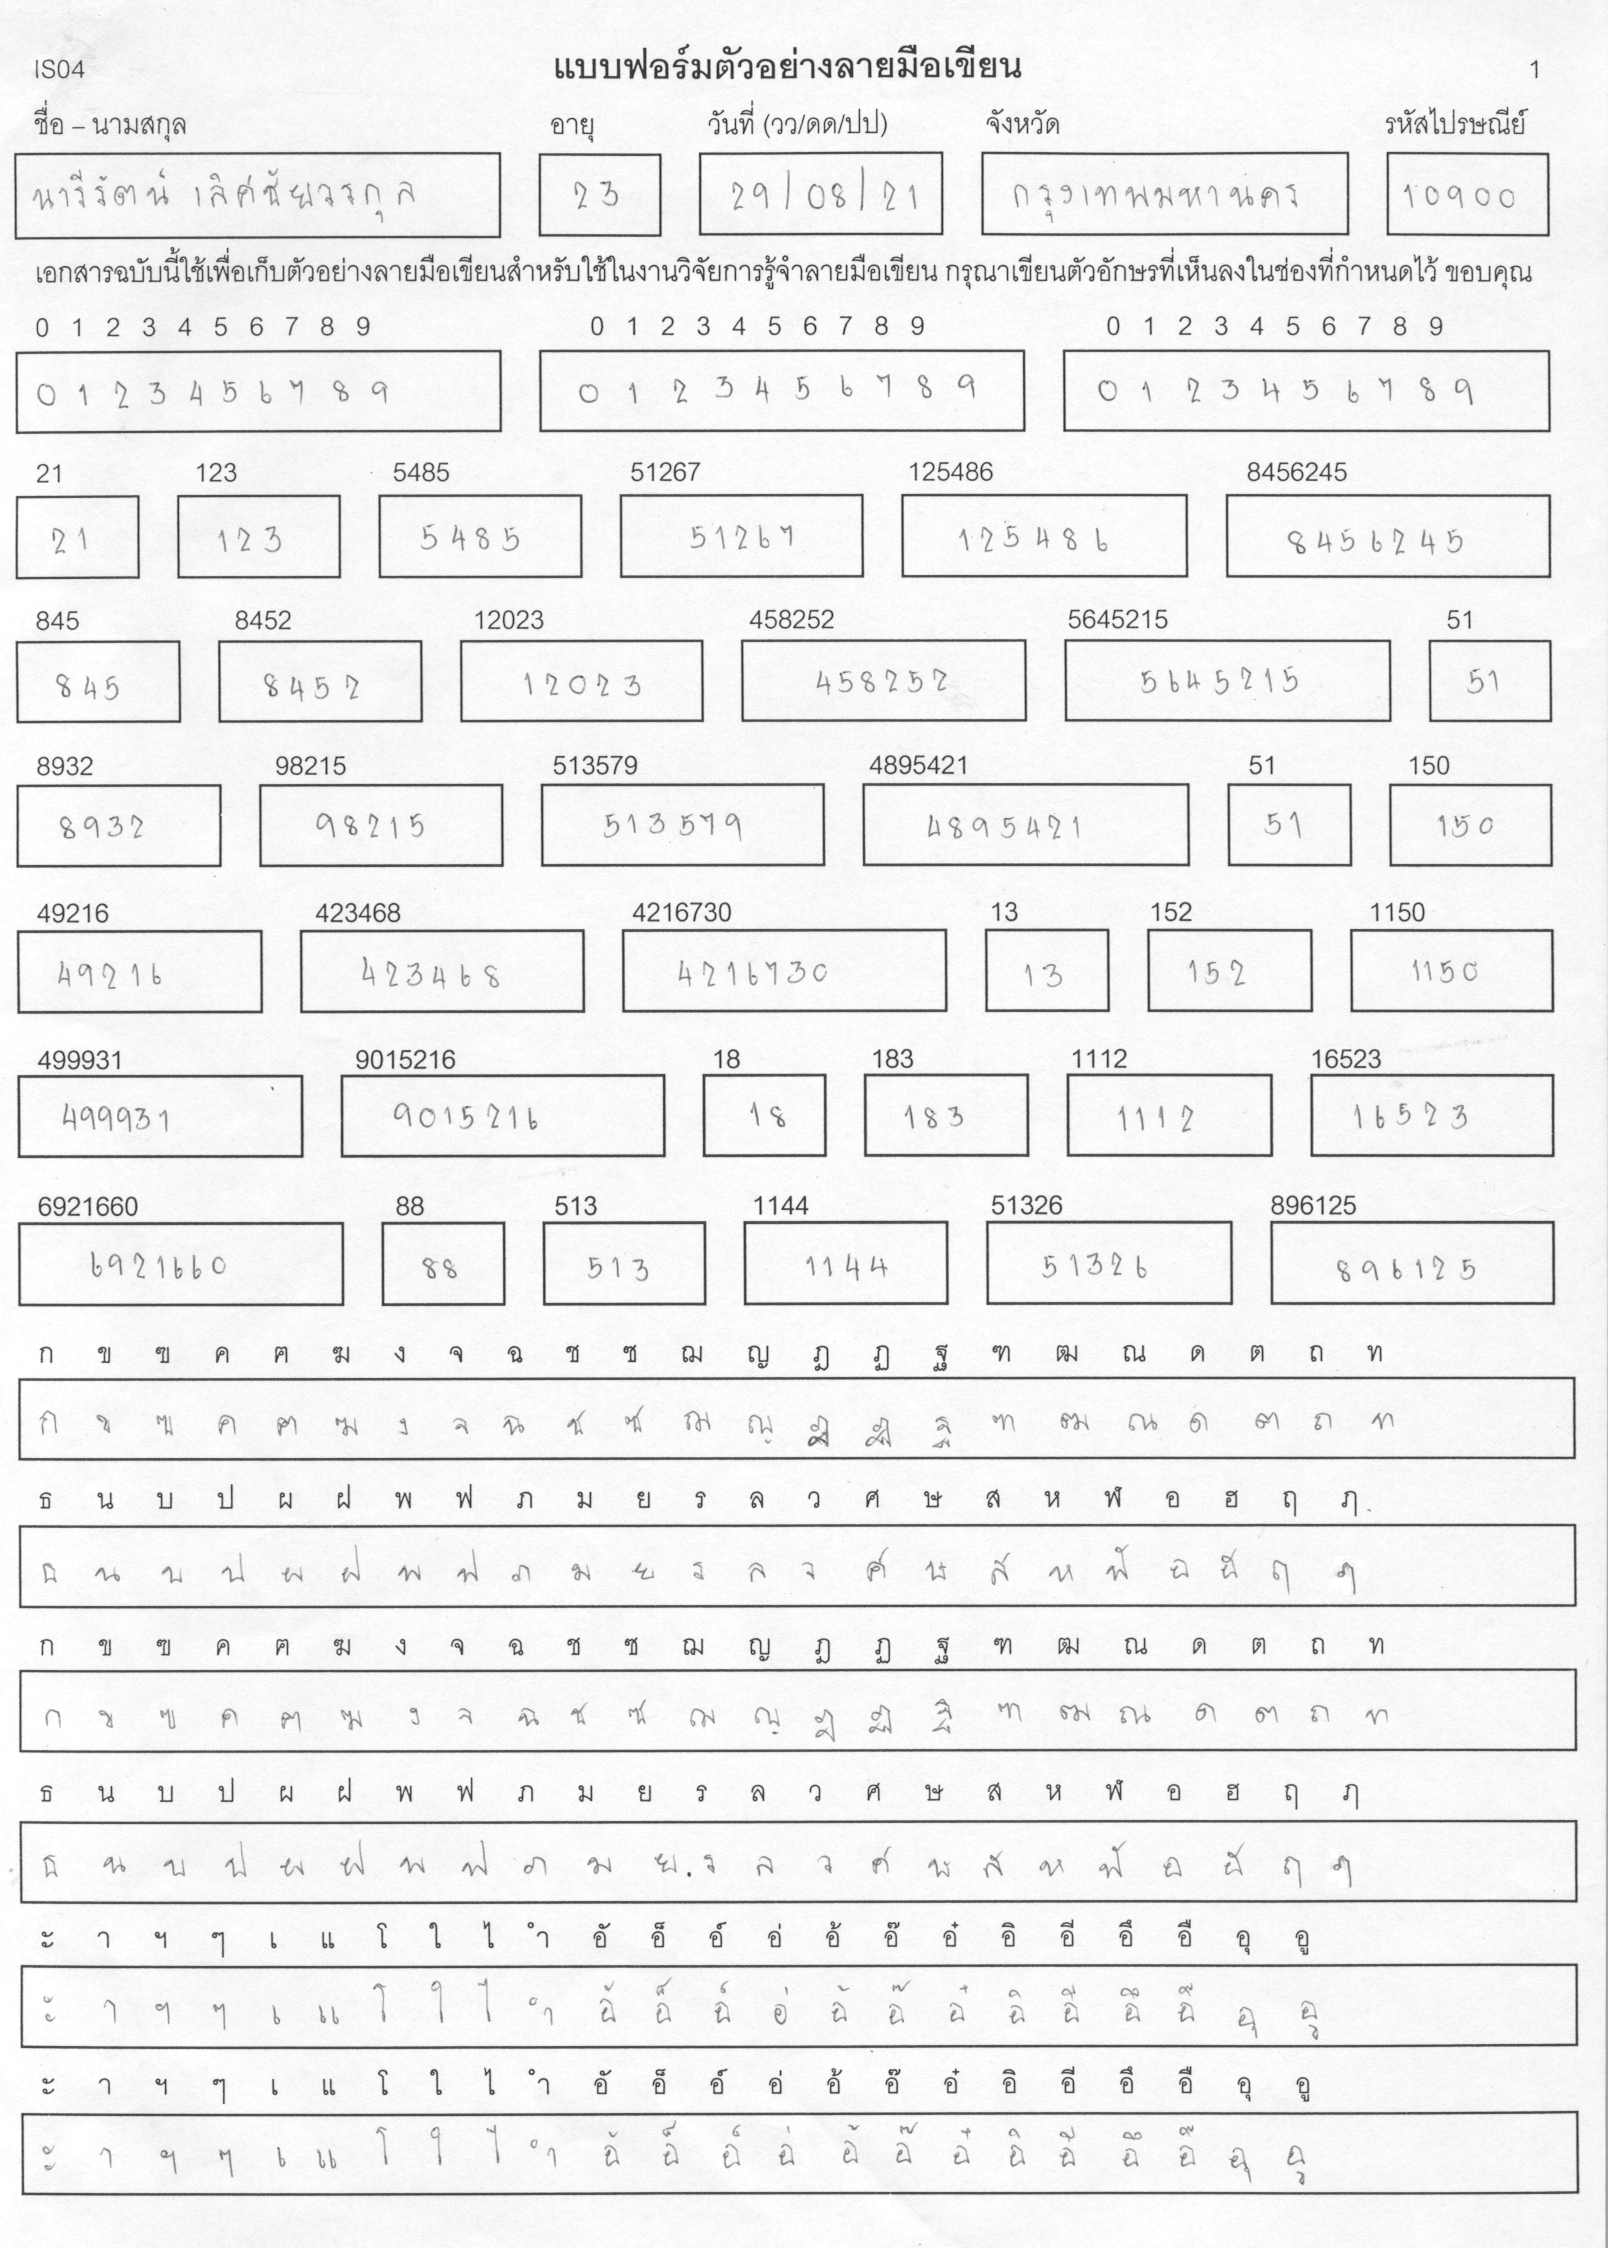 IS04 แบบฟอร์มตัวอย่างลายมือเขียน 1
ชื่อ – นามสกุล อายุ วันที่ (วว/ดด/ปป) จังหวัด รหัสไปรษณีย์
นารีรัตน์ เลิศชัยวรกุล 23 29/08/21 กรุงเทพมหานคร 10900
เอกสารฉบับนี้ใช้เพื่อเก็บตัวอย่างลายมือเขียนสำหรับใช้ในงานวิจัยการรู้จำลายมือเขียน กรุณาเขียนตัวอักษรที่เห็นลงในช่องที่กำหนดไว้ ขอบคุณ
0 1 2 3 4 5 6 7 8 9 0 1 2 3 4 5 6 7 8 9 0 1 2 3 4 5 6 7 8 9
0 1 2 3 4 5 6 7 8 9 0 1 2 3 4 5 6 7 8 9 0 1 2 3 4 5 6 7 8 9
21 123 5485 51267 125486 8456245
21 123 5485 51267 125486 8456245
845 8452 12023 458252 5645215 51
845 8452 12023 458252 5645215 51
8932 98215 513579 4895421 51 150
8932 98215 513579 4895421 51 150
49216 423468 4216730 13 152 1150
49216 423468 4216730 13 152 1150
499931 9015216 18 183 1112 16523
499931 9015216 18 183 1112 16523
6921660 88 513 1144 51326 896125
6921660 88 513 1144 51326 896125
ก ข ฃ ค ฅ ฆ ง จ ฉ ช ซ ฌ ญ ฎ ฏ ฐ ฑ ฒ ณ ด ต ถ ท
ก ข ฃ ค ฅ ฆ ง จ ฉ ช ซ ฌ ญ ฎ ฏ ฐ ฑ ฒ ณ ด ต ถ ท
ธ น บ ป ผ ฝ พ ฟ ภ ม ย ร ล ว ศ ษ ส ห ฬ อ ฮ ฤ ฦ
ธ น บ ป ผ ฝ พ ฟ ภ ม ย ร ล ว ศ ษ ส ห ฬ อ ฮ ฤ ฦ
ก ข ฃ ค ฅ ฆ ง จ ฉ ช ซ ฌ ญ ฎ ฏ ฐ ฑ ฒ ณ ด ต ถ ท
ก ข ฃ ค ฅ ฆ ง จ ฉ ช ซ ฌ ญ ฎ ฏ ฐ ฑ ฒ ณ ด ต ถ ท
ธ น บ ป ผ ฝ พ ฟ ภ ม ย ร ล ว ศ ษ ส ห ฬ อ ฮ ฤ ฦ
ธ น บ ป ผ ฝ พ ฟ ภ ม ย . ร ล ว ศ ษ ส ห ฬ อ ฮ ฤ ฦ
ะ า ฯ ๆ เ แ โ ใ ไ ำ อั อ็ อ์ อ่ อ้ อ๊ อ๋ อิ อี อึ อื อุ อู
ะ า ฯ ๆ เ แ โ ใ ไ ำ อั อ็ อ์ อ่ อ้ อ๊ อ๋ อิ อี อึ อื อุ อู
ะ า ฯ ๆ เ แ โ ใ ไ ำ อั อ็ อ์ อ่ อ้ อ๊ อ๋ อิ อี อึ อื อุ อู
ะ า ฯ ๆ เ แ โ ใ ไ ำ อั อ็ อ์ อ่ อ้ อ๊ อ๋ อิ อี อึ อื อุ อู